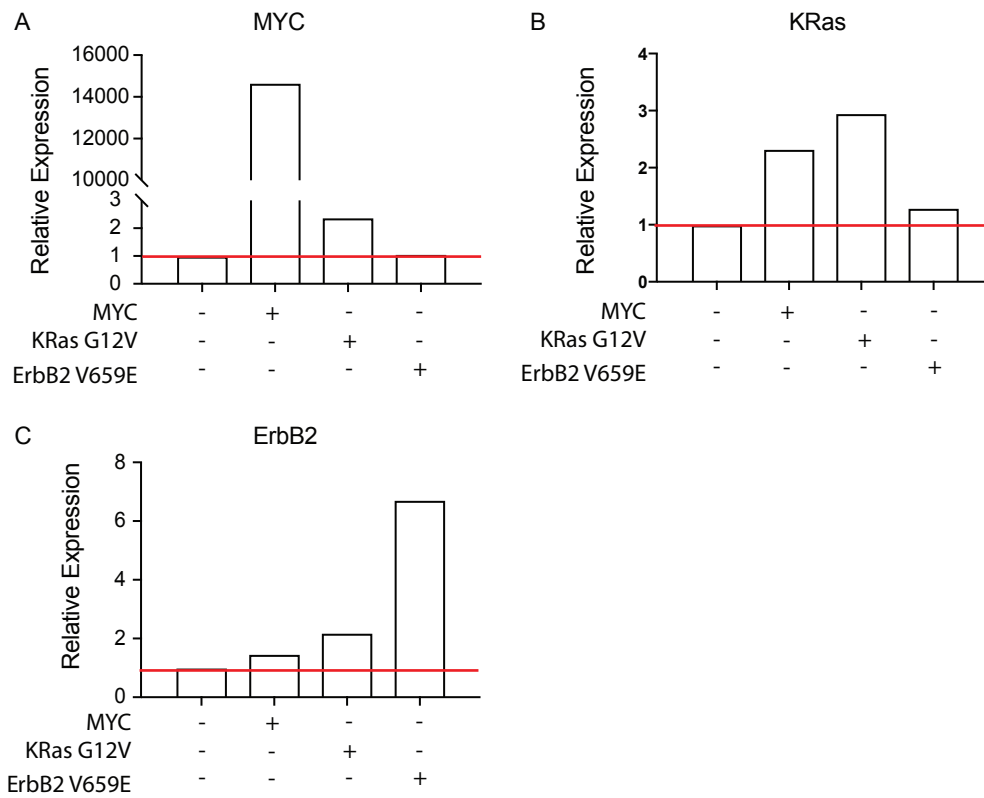 A
MYC
Relative Expression
16000
14000
12000
10000
3
2
1
0
MYC - + - -
KRas G12V - - + -
ErbB2 V659E - - - +
B
KRas
Relative Expression
4
3
2
1
0
MYC - + - -
KRas G12V - - + -
ErbB2 V659E - - - +
C
ErbB2
Relative Expression
8
6
4
2
0
MYC - + - -
KRas G12V - - + -
ErbB2 V659E - - - +